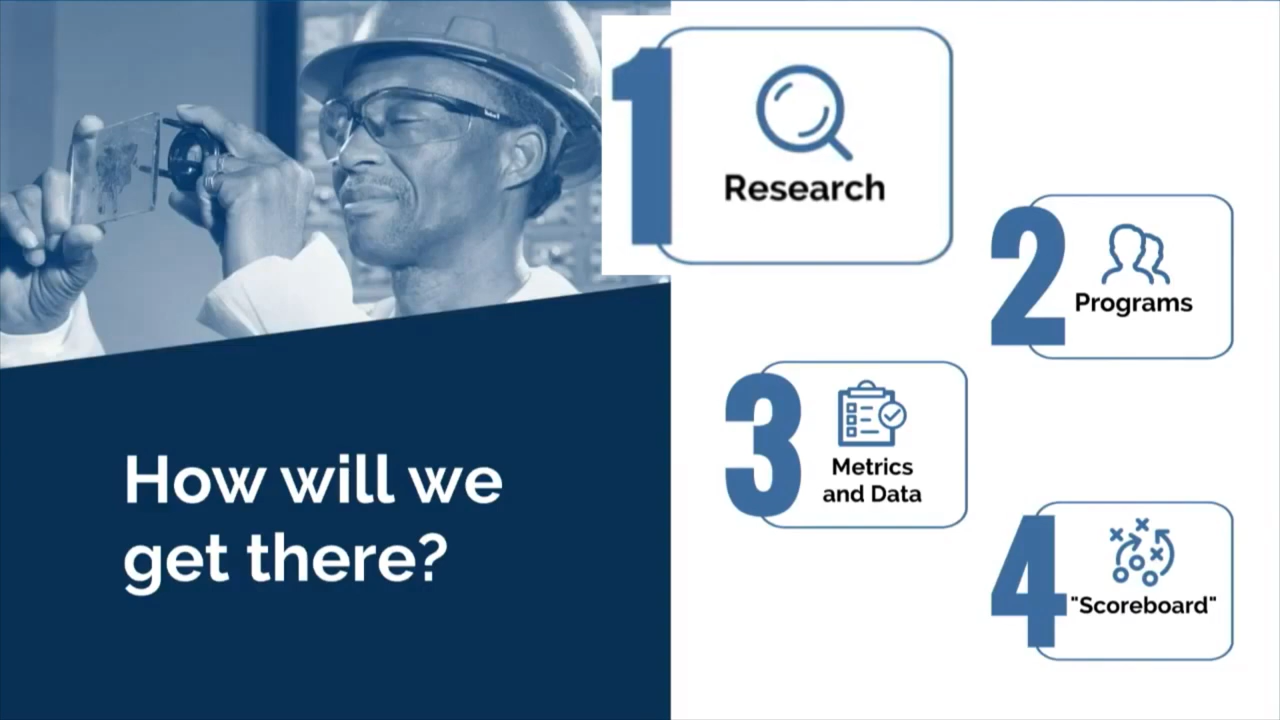 How will we
get there?
1
Research
2
Programs
3
Metrics
and Data
4
"Scoreboard"